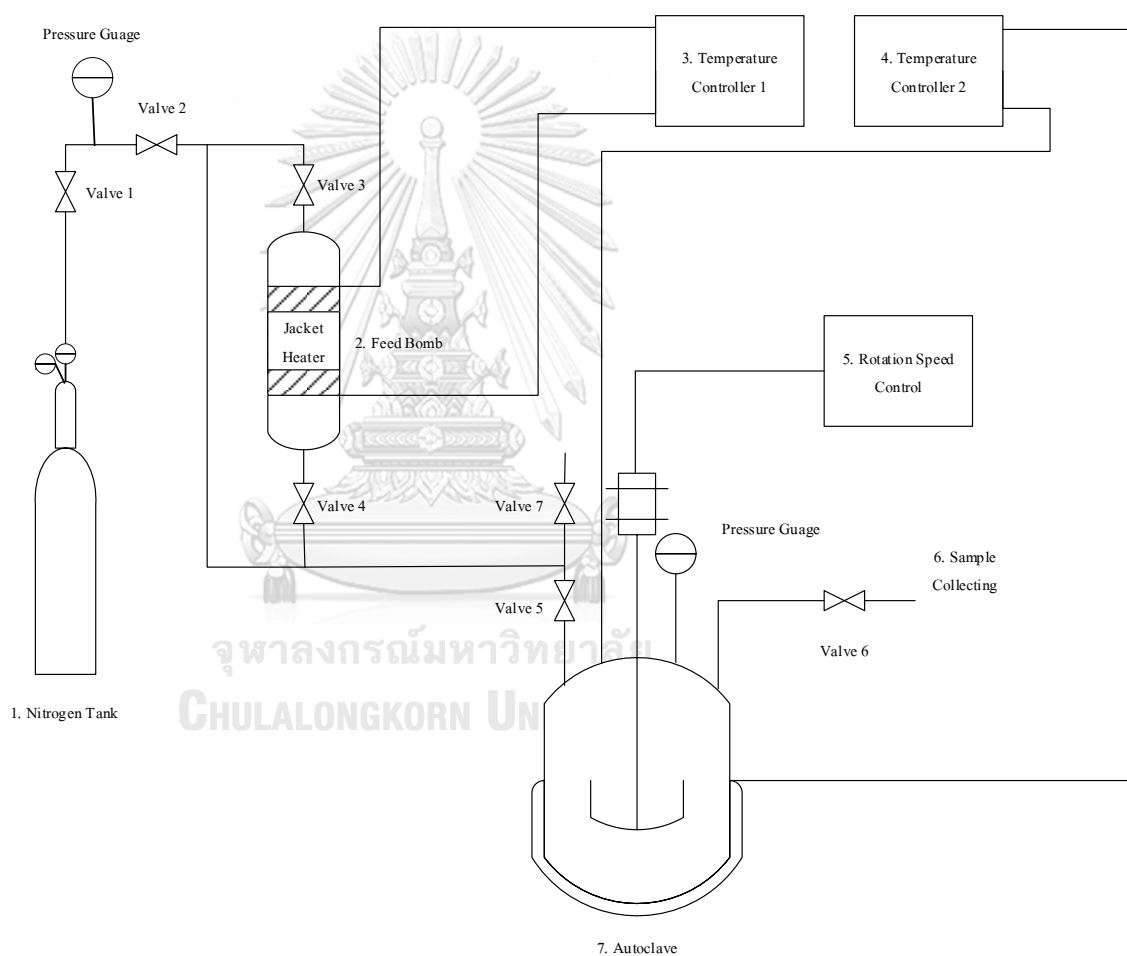 Pressure Guage
Valve 2
Valve 1
Valve 3
3. Temperature
Controller 1
4. Temperature
Controller 2
Jacket
Heater
2. Feed Bomb
5. Rotation Speed
Control
Valve 4
Valve 7
Pressure Guage
6. Sample
Collecting
Valve 5
Valve 6
จุฬาลงกรณ์มหาวิทยาลัย
CHULALONGKORN UN
1. Nitrogen Tank
7. Autoclave